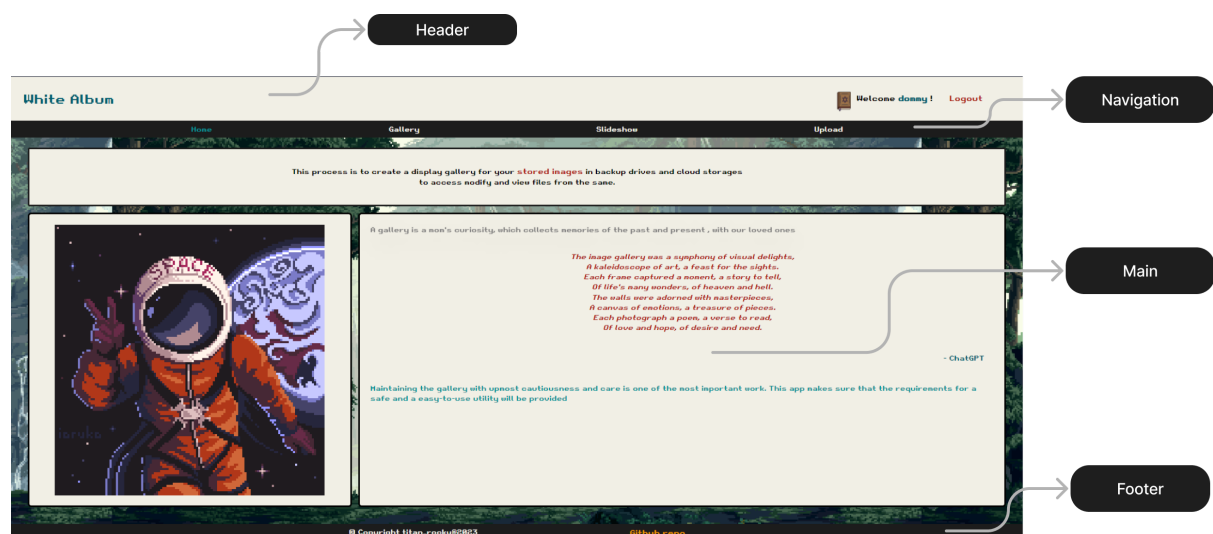 Header
White Album
Welcome dommy !
Logout
Navigation
Home
Gallery
Slideshow
Upload
This process is to create a display gallery for your stored images in backup drives and cloud storages
to access modify and view files from the same.
SPACE
A gallery is a mom's curiosity, which collects memories of the past and present , with our loved ones
The image gallery was a symphony of visual delights,
A kaleidoscope of art, a feast for the sights.
Each frame captured a moment, a story to tell,
Of life's many wonders, of heaven and hell.
The walls were adorned with masterpieces,
A canvas of emotions, a treasure of pieces.
Each photograph a poem, a verse to read,
Of love and hope, of desire and need.
Main
- ChatGPT
Maintaining the gallery with upmost cautiousness and care is one of the most important work. This app makes sure that the requirements for a
safe and a easy-to-use utility will be provided
Footer
Github repo